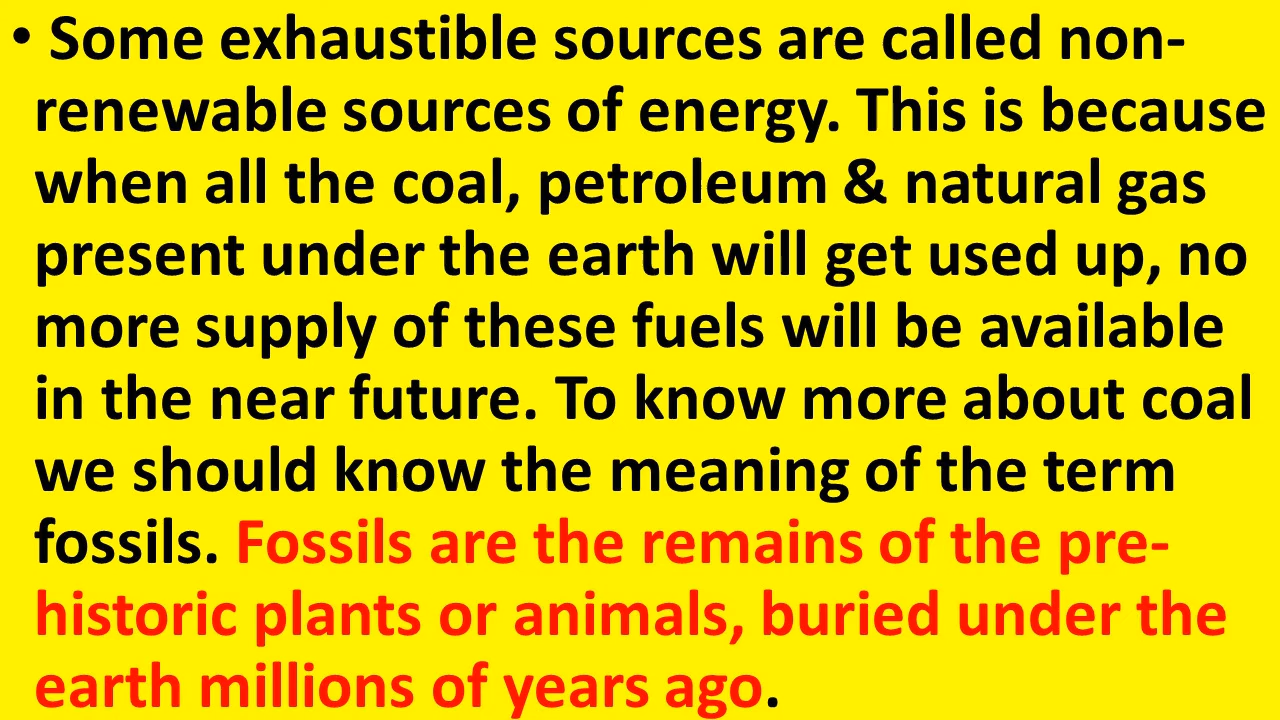 • Some exhaustible sources are called non-
renewable sources of energy. This is because
when all the coal, petroleum & natural gas
present under the earth will get used up, no
more supply of these fuels will be available
in the near future. To know more about coal
we should know the meaning of the term
fossils. Fossils are the remains of the pre-
historic plants or animals, buried under the
earth millions of years ago.